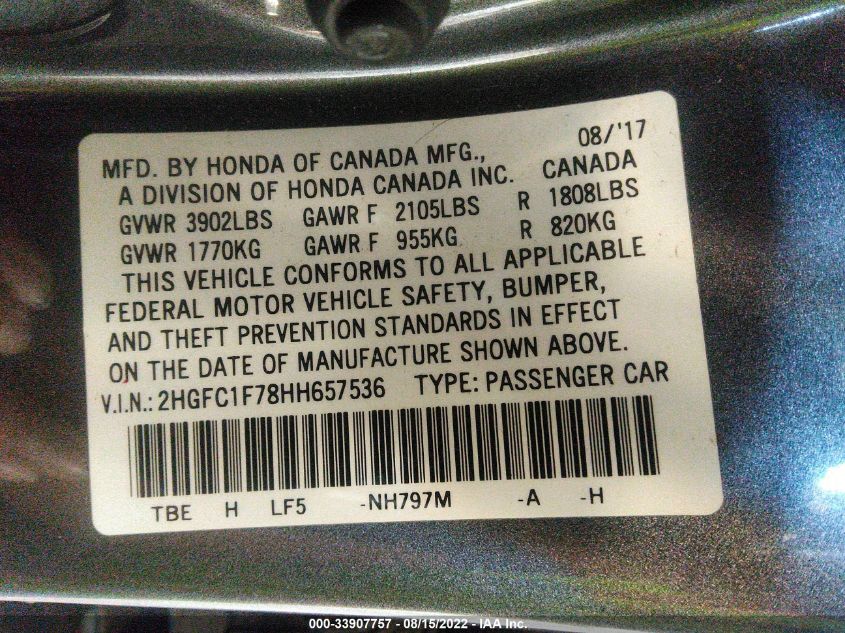 08/'17
MFD. BY HONDA OF CANADA MFG.,
A DIVISION OF HONDA CANADA INC. CANADA
GVWR 3902LBS GAWR F 2105LBS R 1808LBS
GVWR 1770KG GAWR F 955KG R 820KG
THIS VEHICLE CONFORMS TO ALL APPLICABLE
FEDERAL MOTOR VEHICLE SAFETY, BUMPER,
AND THEFT PREVENTION STANDARDS IN EFFECT
ON THE DATE OF MANUFACTURE SHOWN ABOVE.
V.I.N.: 2HGFC1F78HH657536 TYPE: PASSENGER CAR
TBE H LF5 -NH797M -A -H
000-33907757 - 08/15/2022 - IAA Inc.